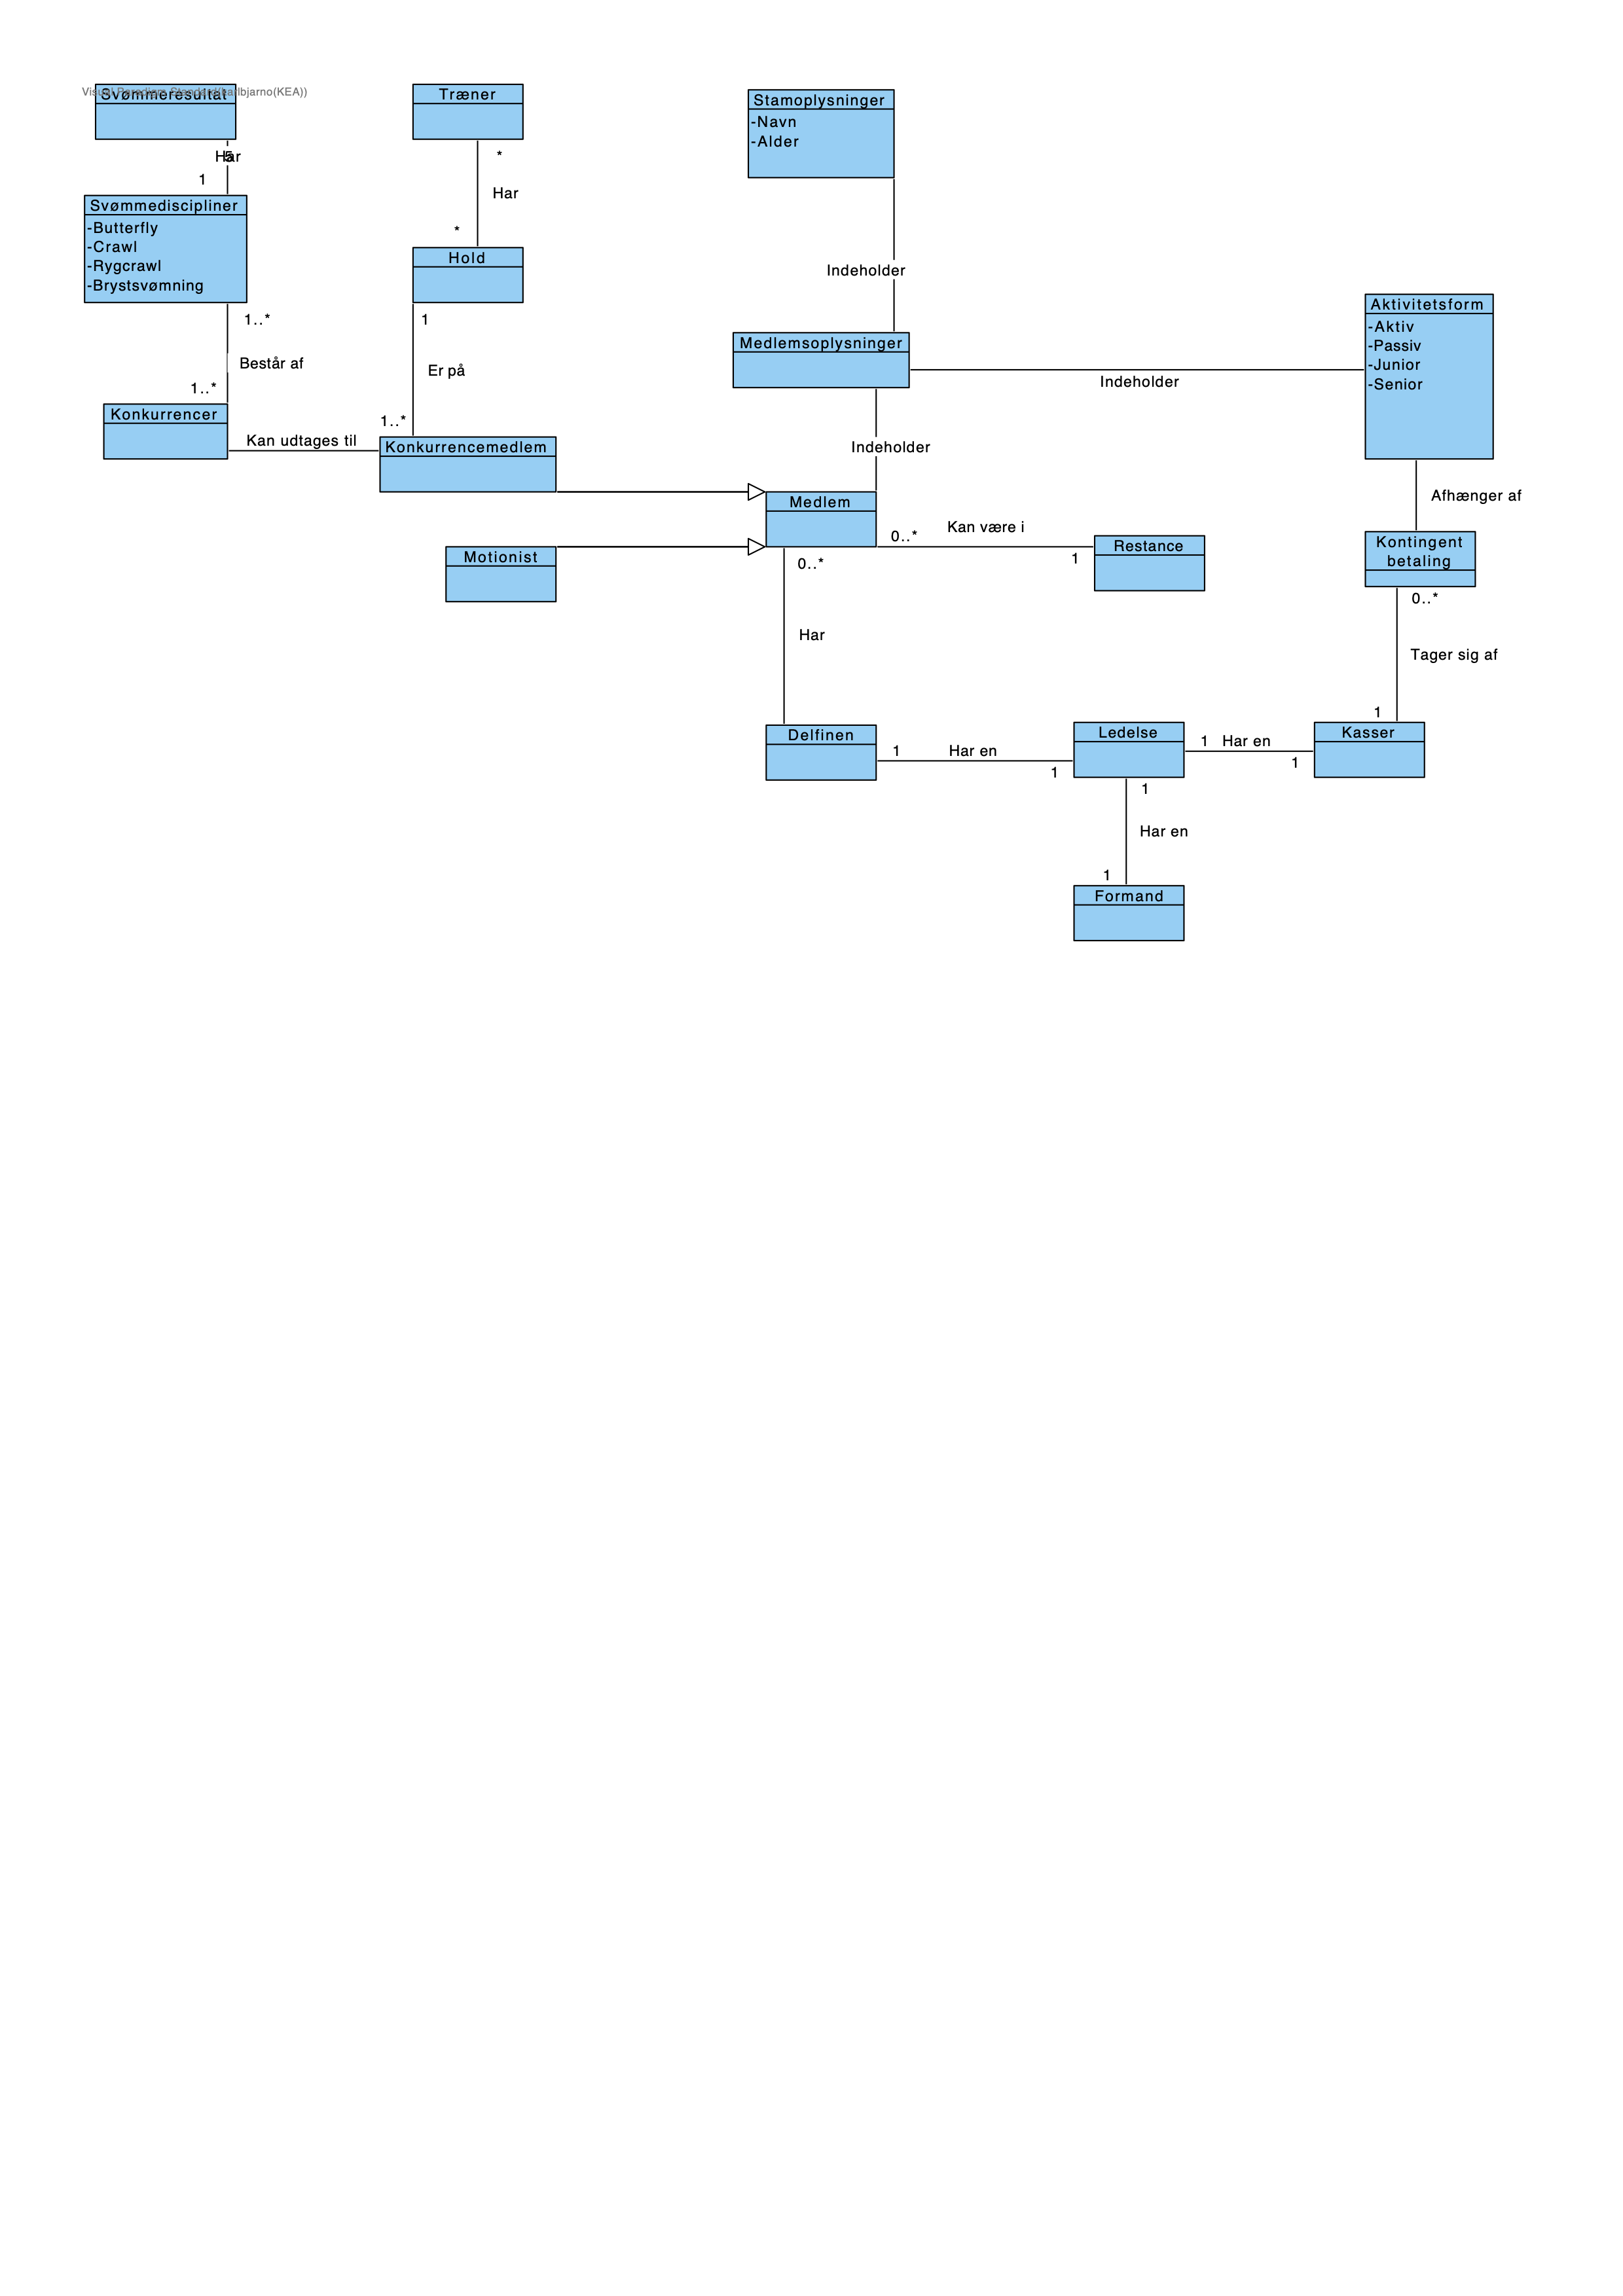 Visual Paradigm Standard(karlbjarno(KEA))
Svømmeresultat
Træner
Stamoplysninger
-Navn
-Alder
Har
5
1
*
Har
*
Svømmediscipliner
-Butterfly
-Crawl
-Rygcrawl
-Brystsvømning
Hold
Indeholder
1..*
1
Består af
Er på
1..*
1..*
Medlemsoplysninger
Aktivitetsform
-Aktiv
-Passiv
-Junior
-Senior
Indeholder
Konkurrencer
Kan udtages til
Konkurrencemedlem
Indeholder
Medlem
Motionist
0..*
Kan være i
1
Restance
Afhænger af
Kontingent
betaling
0..*
0..*
Har
Tager sig af
1
Delfinen
1
Har en
1
Ledelse
1
Har en
1
Kasser
1
Har en
1
Formand